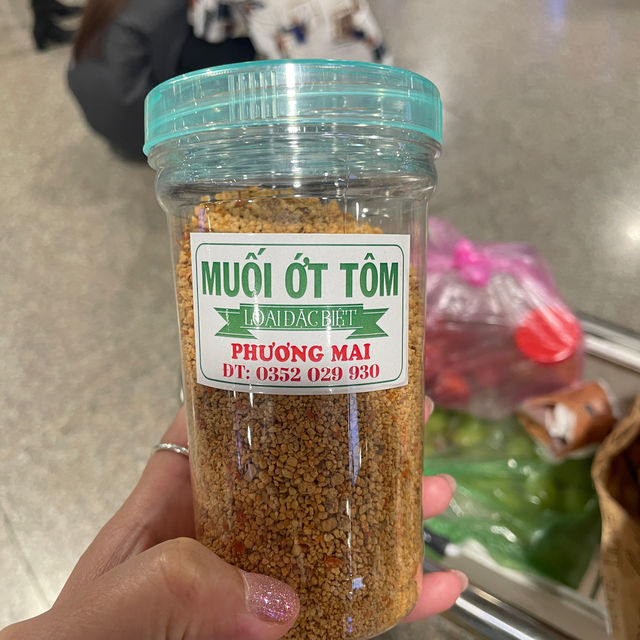 MUỐI ỚT TÔM
LOẠI ĐẶC BIỆT
PHƯƠNG MAI
ĐT: 0352 029 930